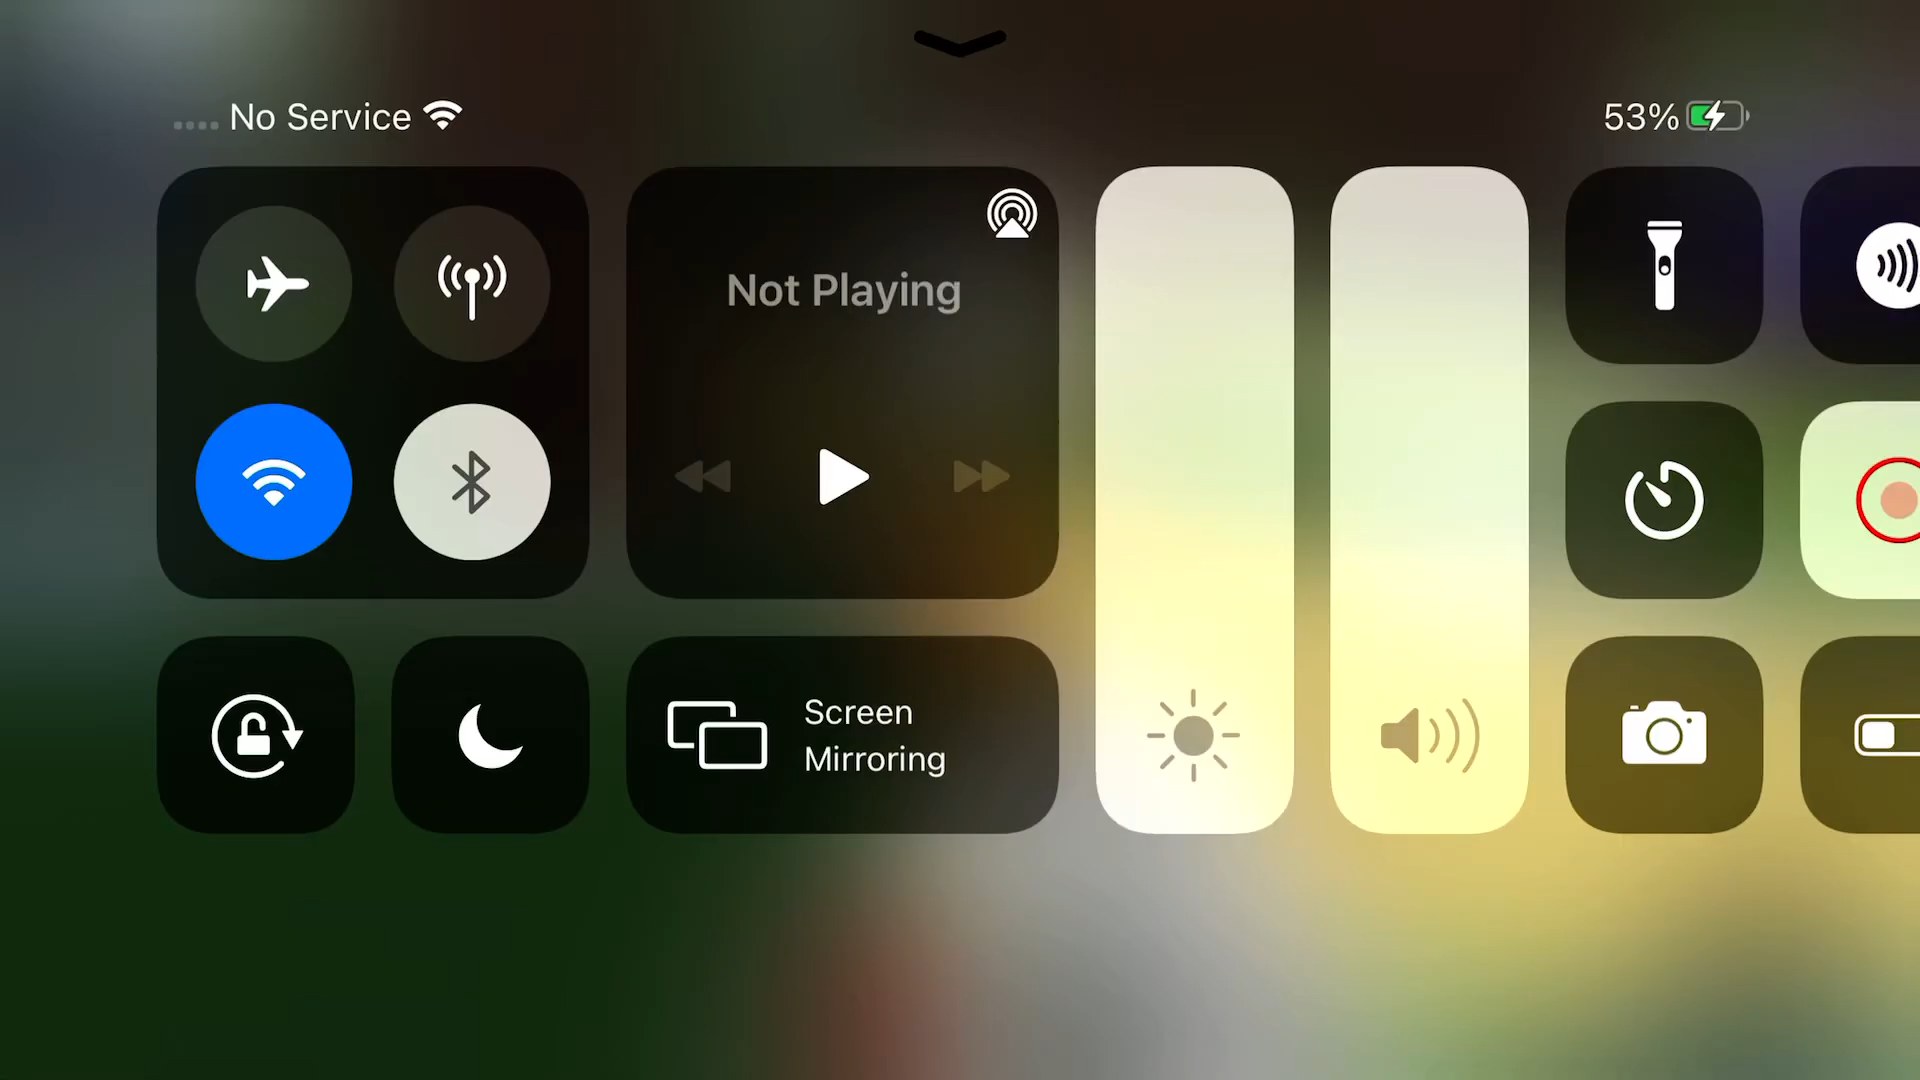 No Service
53%
Not Playing
Screen
Mirroring